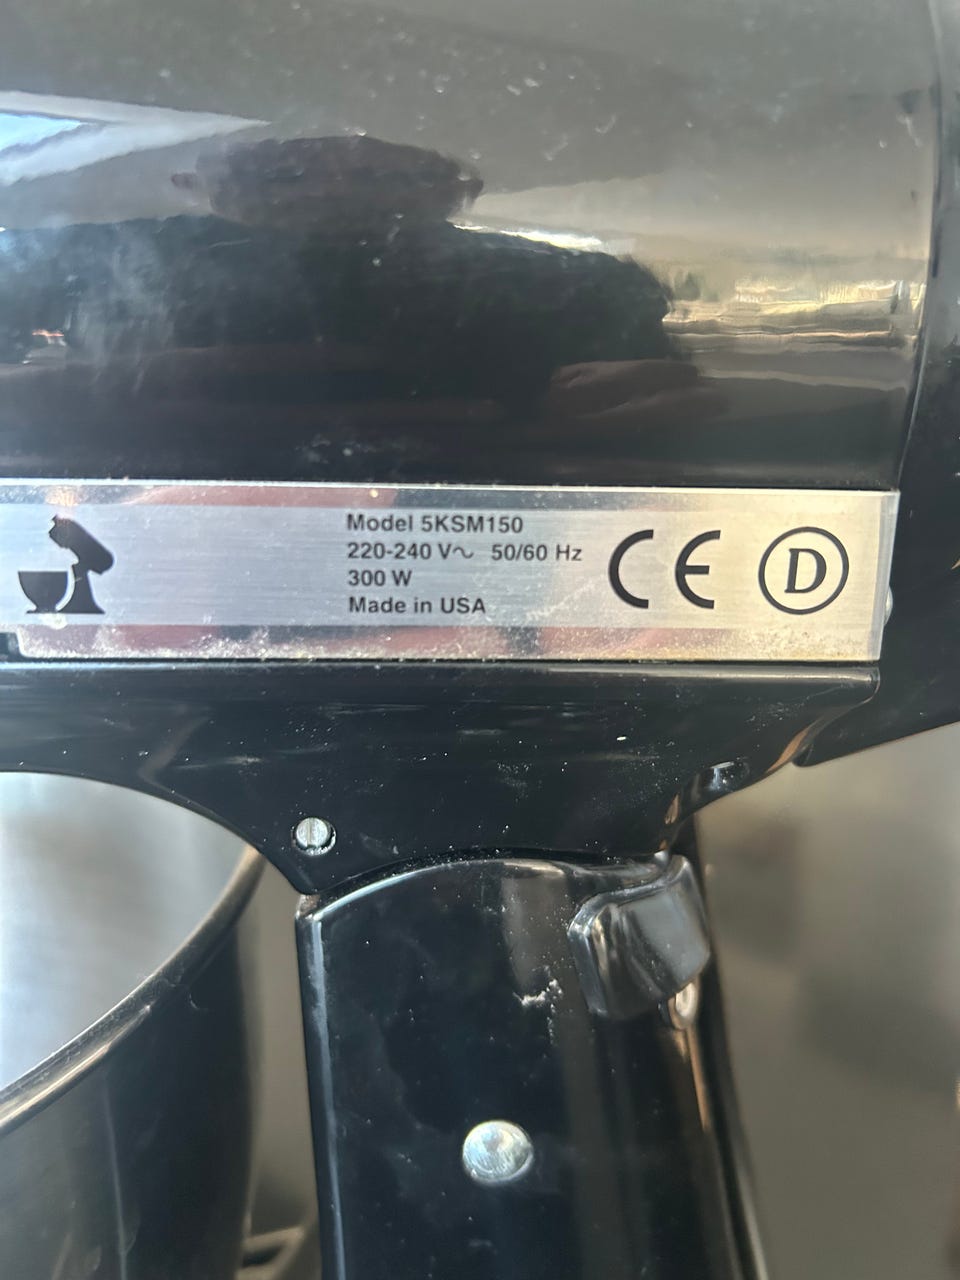 Model 5KSM150
220-240 V~ 50/60 Hz
300 W
Made in USA
CE
D